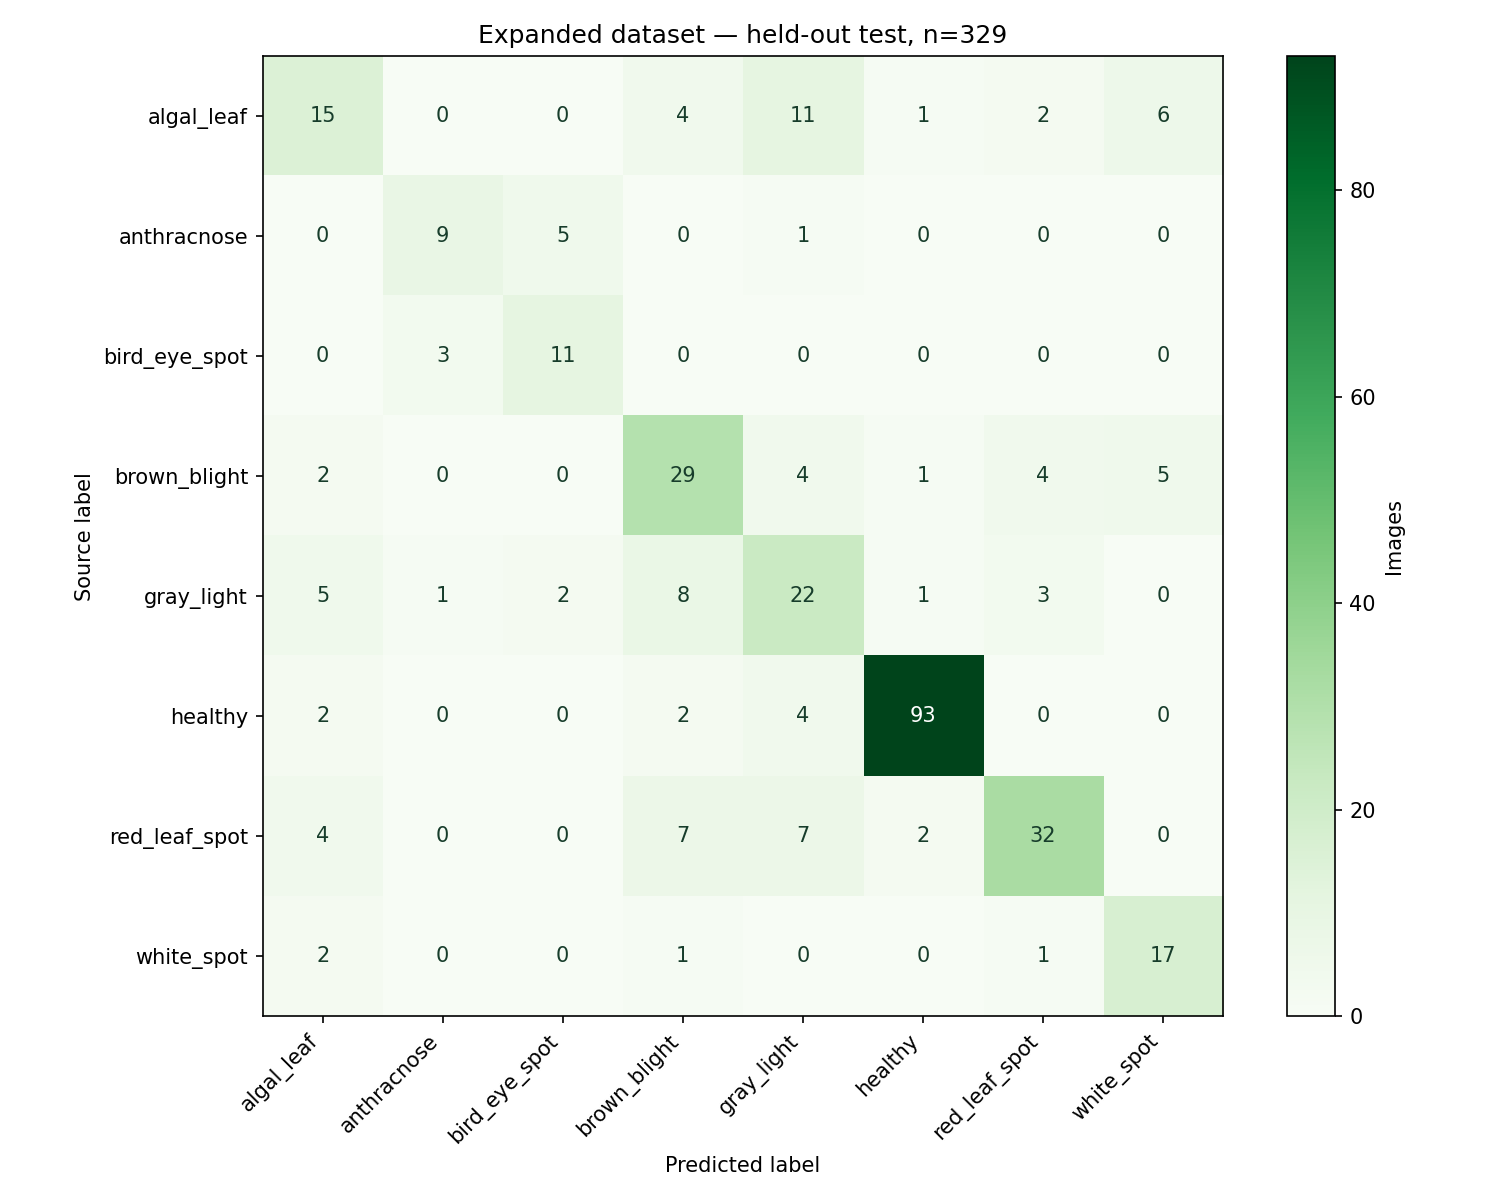 Expanded dataset — held-out test, n=329
Source label
algal_leaf 15 0 0 4 11 1 2 6
anthracnose 0 9 5 0 1 0 0 0
bird_eye_spot 0 3 11 0 0 0 0 0
brown_blight 2 0 0 29 4 1 4 5
gray_light 5 1 2 8 22 1 3 0
healthy 2 0 0 2 4 93 0 0
red_leaf_spot 4 0 0 7 7 2 32 0
white_spot 2 0 0 1 0 0 1 17
algal_leaf anthracnose bird_eye_spot brown_blight gray_light healthy red_leaf_spot white_spot
Predicted label
80
60
40
20
0
Images